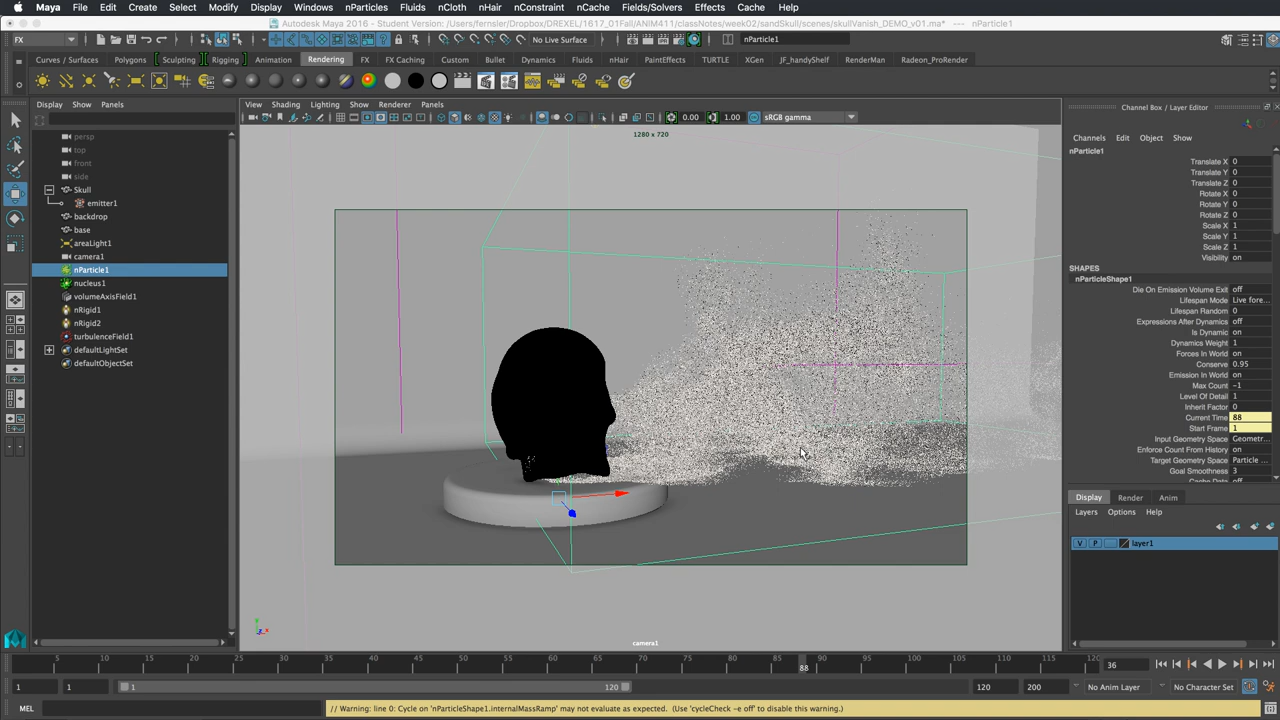 Maya File Edit Create Select Modify Display Windows nParticles Fluids nCloth nHair nConstraint nCache Fields/Solvers Effects Cache Help
Autodesk Maya 2016 - Student Version: /Users/fernsler/Dropbox/DREXEL/1617_01Fall/ANIM411/classNotes/week02/sandSkull/scenes/skullVanish_DEMO_v01.ma* --- nParticle1
FX No Live Surface nParticle1
Curves / Surfaces Polygons Sculpting Rigging Animation Rendering FX FX Caching Custom Bullet Dynamics Fluids nHair PaintEffects TURTLE XGen JF_handyShelf RenderMan Radeon_ProRender
Display Show Panels
View Shading Lighting Show Renderer Panels
0.00 1.00 sRGB gamma
1280 x 720
persp
top
front
side
Skull
emitter1
backdrop
base
areaLight1
camera1
nParticle1
nucleus1
volumeAxisField1
nRigid1
nRigid2
turbulenceField1
defaultLightSet
defaultObjectSet
camera1
Channel Box / Layer Editor
Channels Edit Object Show
nParticle1
Translate X 0
Translate Y 0
Translate Z 0
Rotate X 0
Rotate Y 0
Rotate Z 0
Scale X 1
Scale Y 1
Scale Z 1
Visibility on
SHAPES
nParticleShape1
Die On Emission Volume Exit off
Lifespan Mode Live fore...
Lifespan Random 0
Expressions After Dynamics off
Is Dynamic on
Dynamics Weight 1
Forces In World on
Conserve 0.95
Emission In World on
Max Count -1
Level Of Detail 1
Inherit Factor 0
Current Time 88
Start Frame 1
Input Geometry Space Geometr...
Enforce Count From History on
Target Geometry Space Particle ...
Goal Smoothness 3
Cache Data off
Display Render Anim
Layers Options Help
V P layer1
5 10 15 20 25 30 35 40 45 50 55 60 65 70 75 80 85 88 90 95 100 105 110 115 120 36
1 1 1 120 120 200 No Anim Layer No Character Set
MEL // Warning: line 0: Cycle on 'nParticleShape1.internalMassRamp' may not evaluate as expected. (Use 'cycleCheck -e off' to disable this warning.)